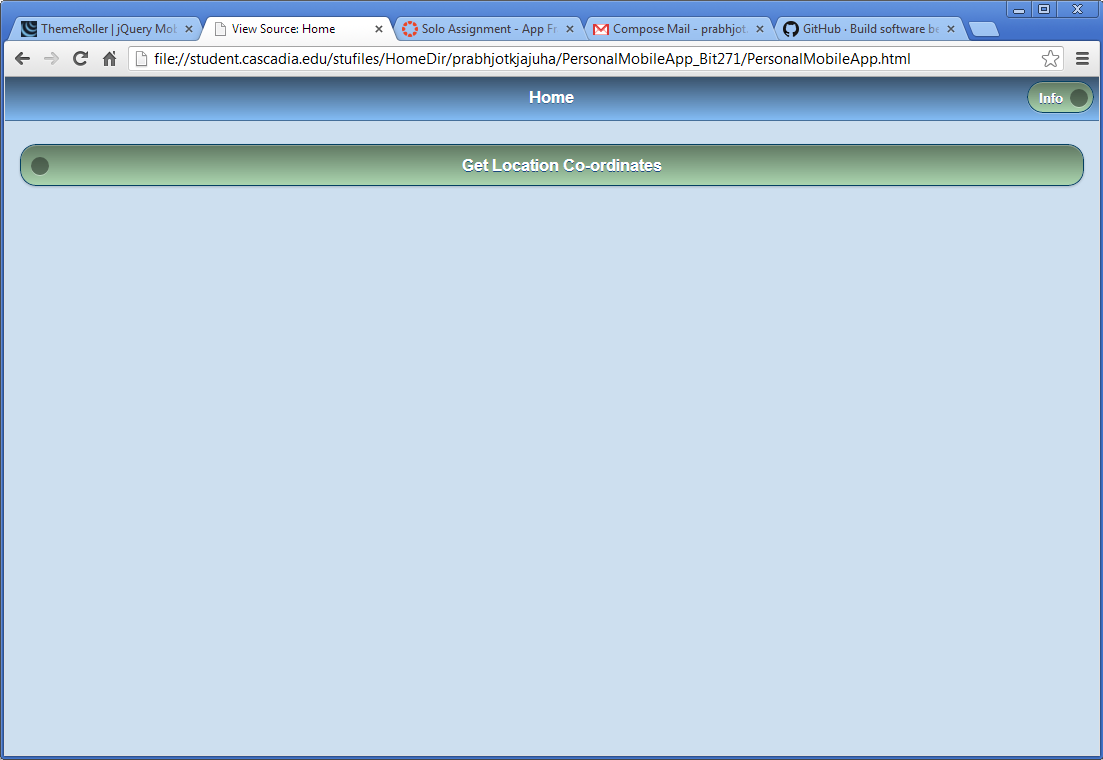 ThemeRoller | jQuery Mob
View Source: Home
Solo Assignment - App Fr
Compose Mail - prabhjot.
GitHub · Build software be
file://student.cascadia.edu/stufiles/HomeDir/prabhjotkjajuha/PersonalMobileApp_Bit271/PersonalMobileApp.html
Home
Info
Get Location Co-ordinates